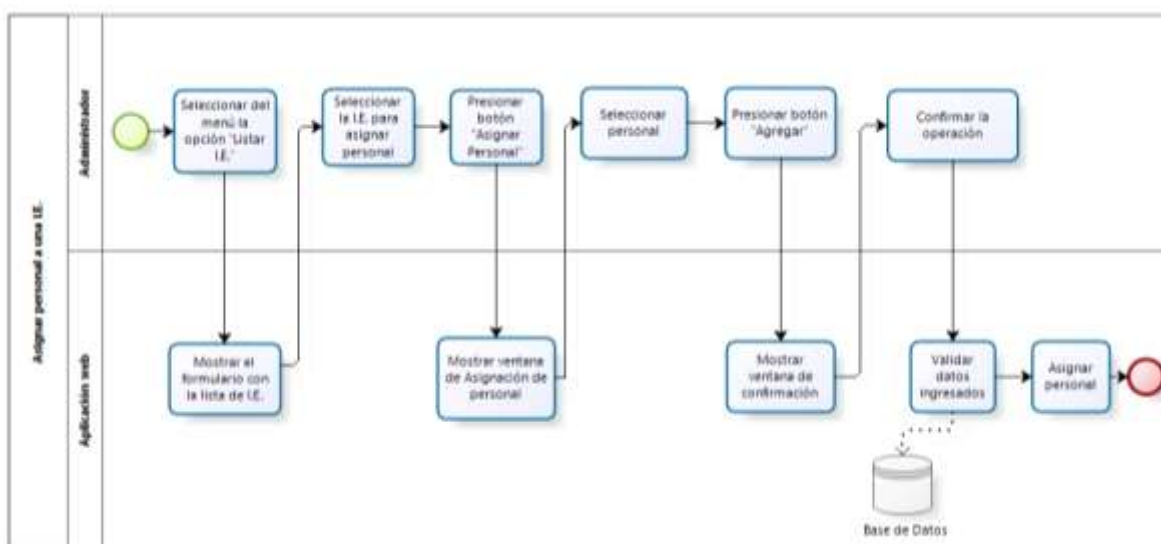 Asignar personal a una I.E.
Administrador
Seleccionar del
menú la
opción "Listar
I.E."
Seleccionar
la I.E. para
asignar
personal
Presionar
botón
"Asignar
Personal"
Seleccionar
personal
Presionar botón
"Agregar"
Confirmar la
operación
Aplicación web
Mostrar el
formulario con
la lista de I.E.
Mostrar ventana
de Asignación de
personal
Mostrar
ventana de
confirmación
Validar
datos
ingresados
Asignar
personal
Base de Datos